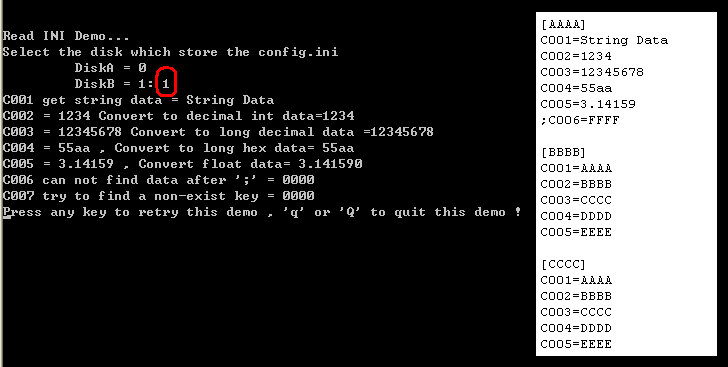 Read INI Demo...
Select the disk which store the config.ini
DiskA = 0
DiskB = 1: 1
C001 get string data = String Data
C002 = 1234 Convert to decimal int data=1234
C003 = 12345678 Convert to long decimal data =12345678
C004 = 55aa , Convert to long hex data= 55aa
C005 = 3.14159 , Convert float data= 3.141590
C006 can not find data after ';' = 0000
C007 try to find a non-exist key = 0000
Press any key to retry this demo , 'q' or 'Q' to quit this demo !
[AAAA]
C001=String Data
C002=1234
C003=12345678
C004=55aa
C005=3.14159
;C006=FFFF
[BBBB]
C001=AAAA
C002=BBBB
C003=CCCC
C004=DDDD
C005=EEEE
[CCCC]
C001=AAAA
C002=BBBB
C003=CCCC
C004=DDDD
C005=EEEE